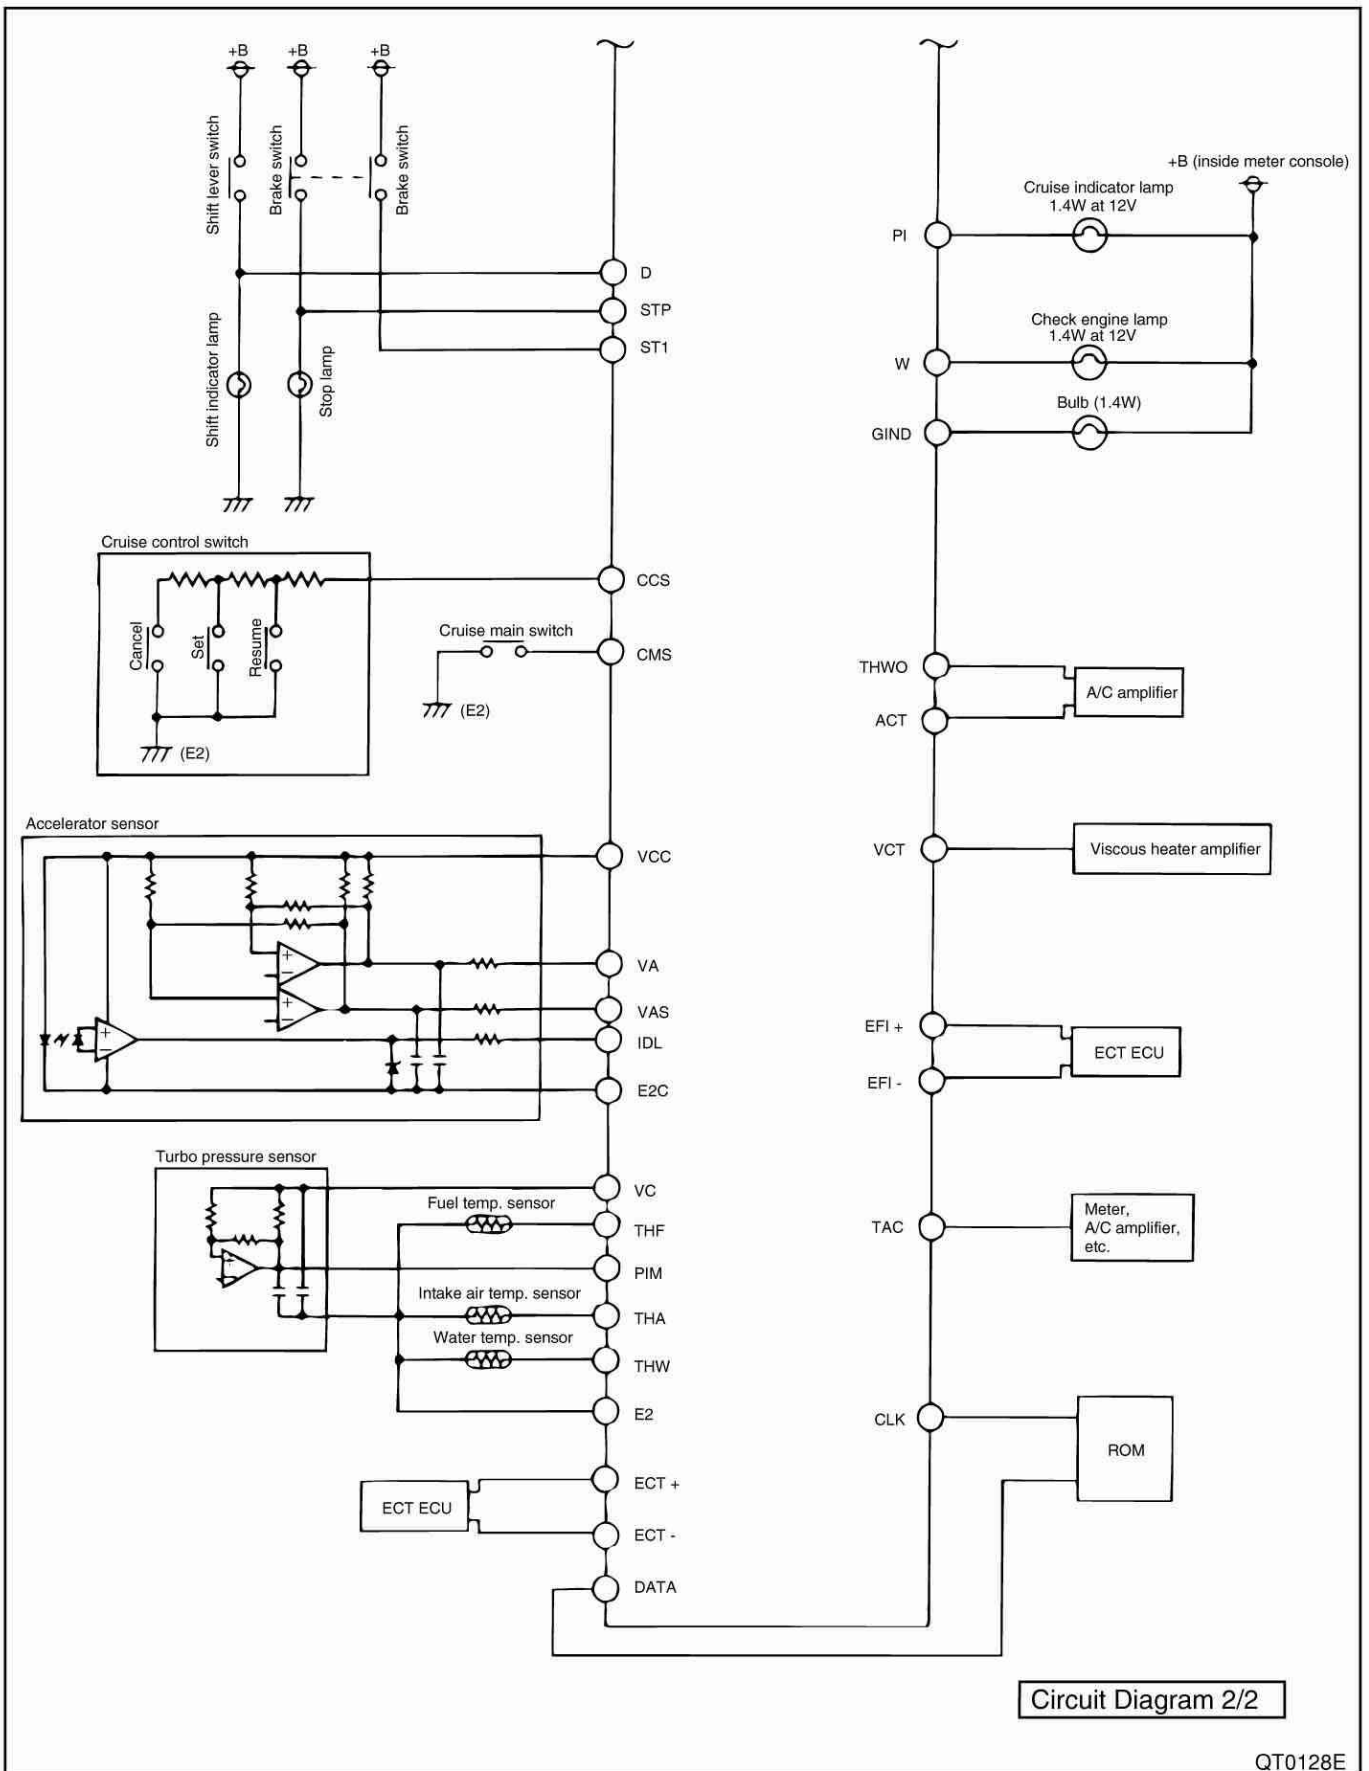 +B
+B
+B
Shift lever switch
Brake switch
Brake switch
D
STP
ST1
Shift indicator lamp
Stop lamp
Cruise control switch
Cancel
Set
Resume
(E2)
CCS
Cruise main switch
(E2)
CMS
Accelerator sensor
+
−
+
−
+
−
VCC
VA
VAS
IDL
E2C
Turbo pressure sensor
+
−
VC
Fuel temp. sensor
THF
PIM
Intake air temp. sensor
THA
Water temp. sensor
THW
E2
ECT ECU
ECT +
ECT -
DATA
+B (inside meter console)
Cruise indicator lamp
1.4W at 12V
PI
Check engine lamp
1.4W at 12V
W
Bulb (1.4W)
GIND
THWO
ACT
A/C amplifier
VCT
Viscous heater amplifier
EFI +
EFI -
ECT ECU
TAC
Meter,
A/C amplifier,
etc.
CLK
ROM
Circuit Diagram 2/2
QT0128E